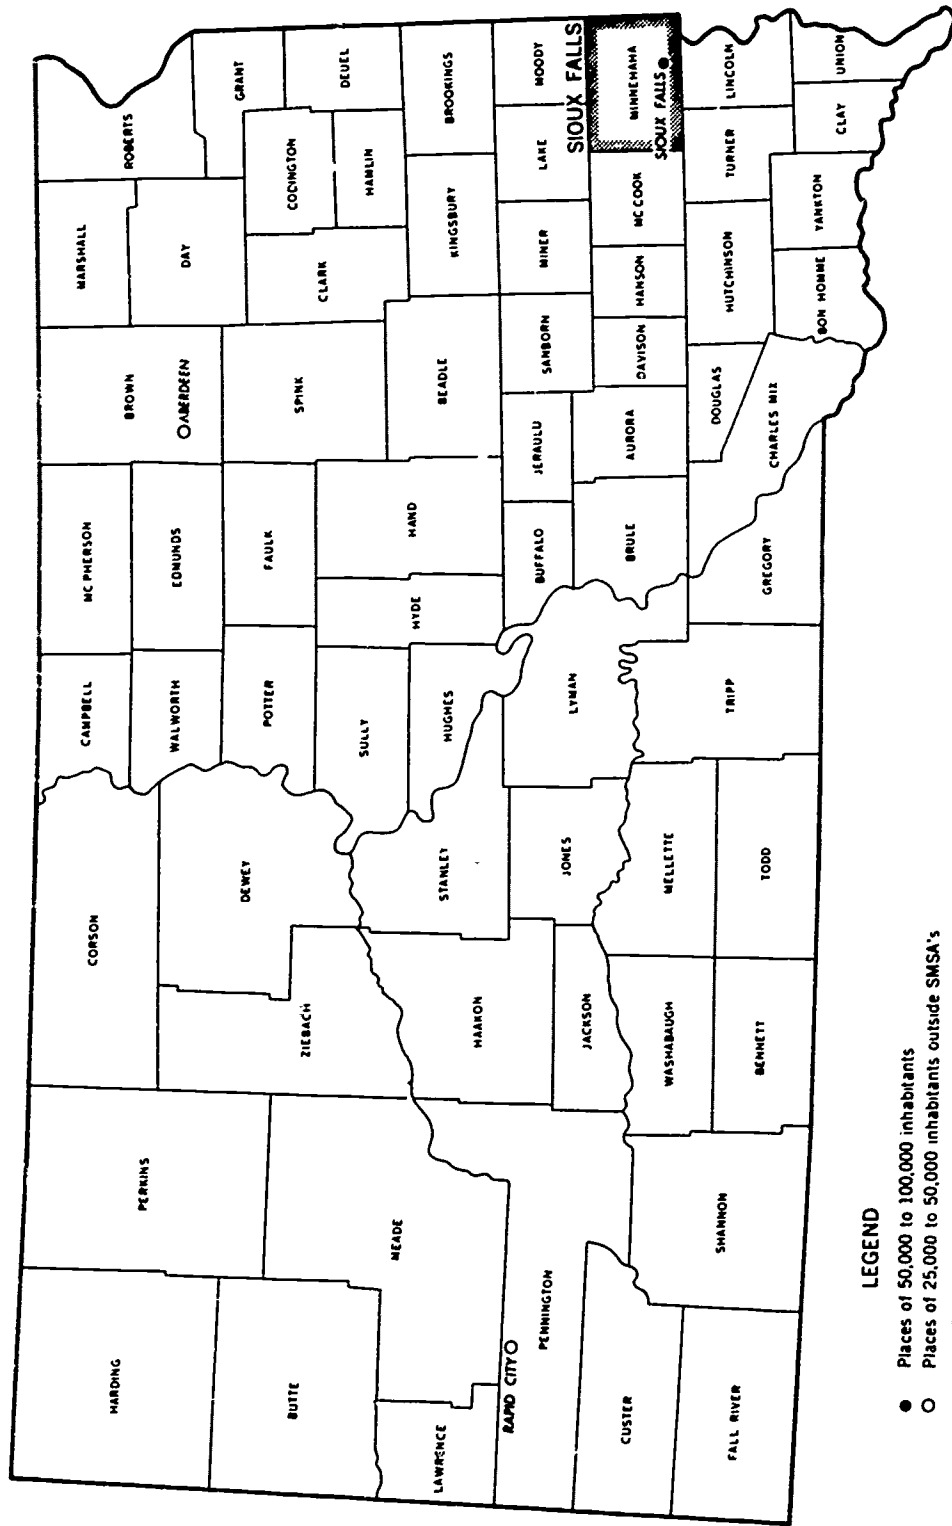 HARDING
PERKINS
CORSON
CAMPBELL
MC PHERSON
BROWN
MARSHALL
ROBERTS
BUTTE
MEADE
ZIEBACH
DEWEY
WALWORTH
EDMUNDS
ABERDEEN
DAY
GRANT
POTTER
FAULK
SPINK
CODINGTON
DEUEL
CLARK
HAMLIN
LAWRENCE
SULLY
HYDE
HAND
BEADLE
KINGSBURY
BROOKINGS
RAPID CITY
PENNINGTON
HAAKON
STANLEY
HUGHES
BUFFALO
JERAULU
SANBORN
MINER
LAKE
MOODY
SIOUX FALLS
CUSTER
JACKSON
JONES
LYMAN
BRULE
AURORA
DAVISON
HANSON
MC COOK
MINNEHAHA
SIOUX FALLS
FALL RIVER
SHANNON
WASHABAUGH
MELLETTE
TRIPP
GREGORY
DOUGLAS
HUTCHINSON
TURNER
LINCOLN
BENNETT
TODD
CHARLES MIX
BON HOMME
YANKTON
CLAY
UNION
LEGEND
Places of 50,000 to 100,000 inhabitants
Places of 25,000 to 50,000 inhabitants outside SMSA's